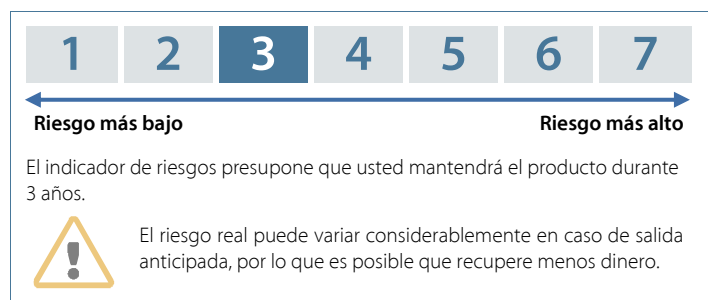 1 2 3 4 5 6 7
Riesgo más bajo Riesgo más alto
El indicador de riesgos presupone que usted mantendrá el producto durante
3 años.
El riesgo real puede variar considerablemente en caso de salida
anticipada, por lo que es posible que recupere menos dinero.